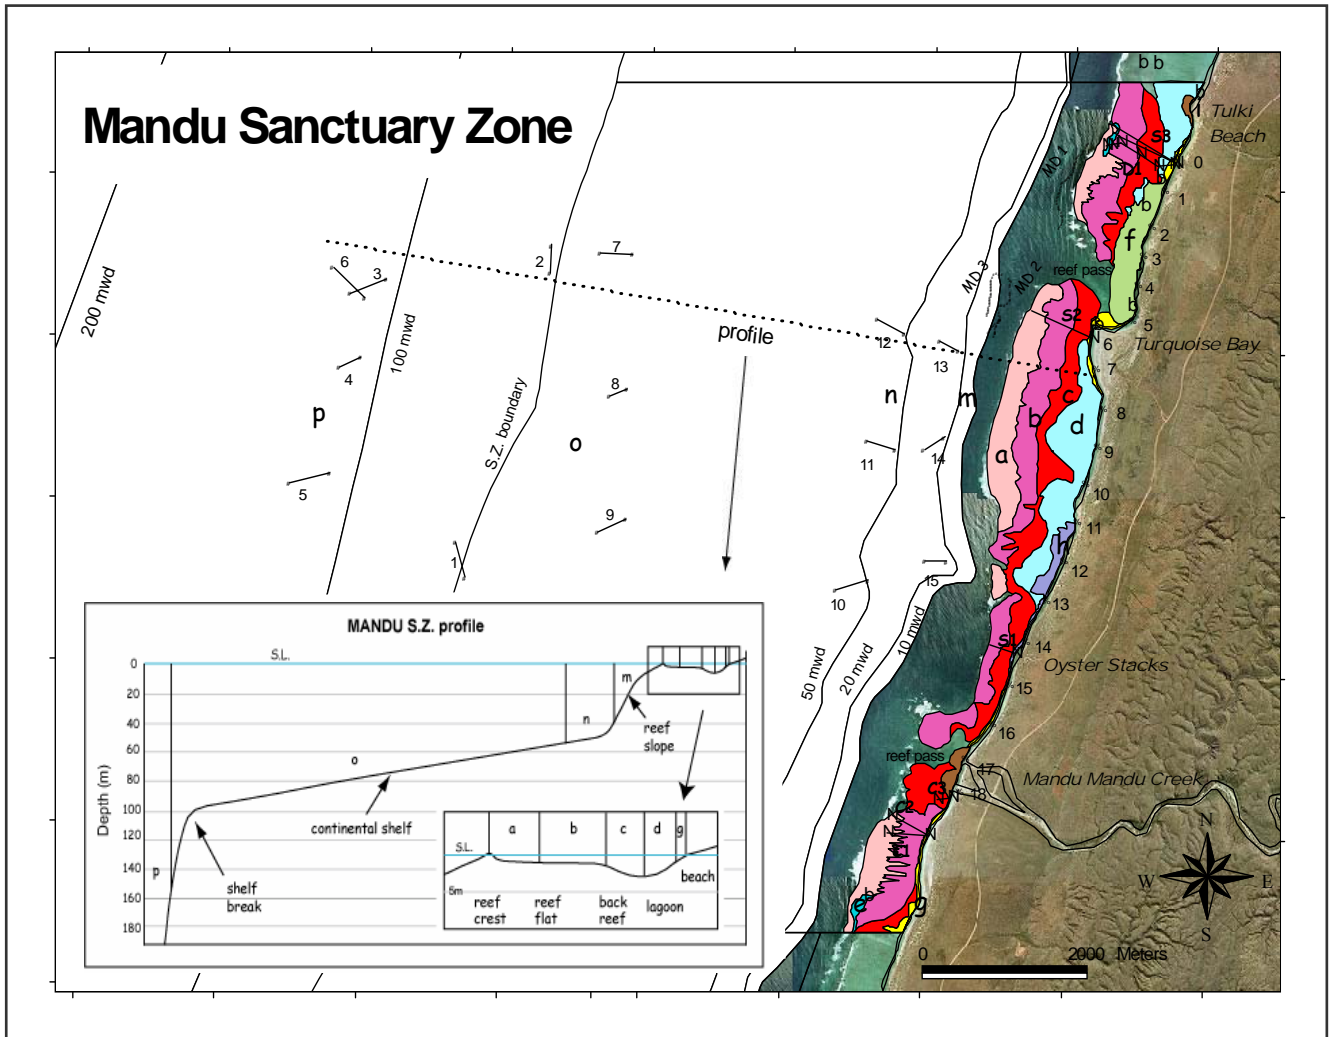 Mandu Sanctuary Zone
b b
b
i
Tulki
Beach
S3
N
N
N
N
N
D1
0
MD 1
1
b
f
2
3
reef pass
4
b
5
6
7
2
3
200 mwd
100 mwd
profile
MD 3
MD 2
S2
N
6
Turquoise Bay
12
13
7
4
8
p
S.Z. boundary
o
n
m
c
b
d
a
8
9
11
14
5
10
9
11
h
12
1
15
10
13
50 mwd
20 mwd
10 mwd
S1
N
14
Oyster Stacks
15
16
reef pass
17
Mandu Mandu Creek
C3
N
N
18
C2
N
N
N
C1
b
e
g
N
W
E
S
0
2000 Meters
MANDU S.Z. profile
S.L.
0
20
40
60
80
100
120
140
160
180
Depth (m)
m
n
reef
slope
o
continental shelf
p
shelf
break
a
b
c
d
g
S.L.
beach
5m
reef
crest
reef
flat
back
reef
lagoon